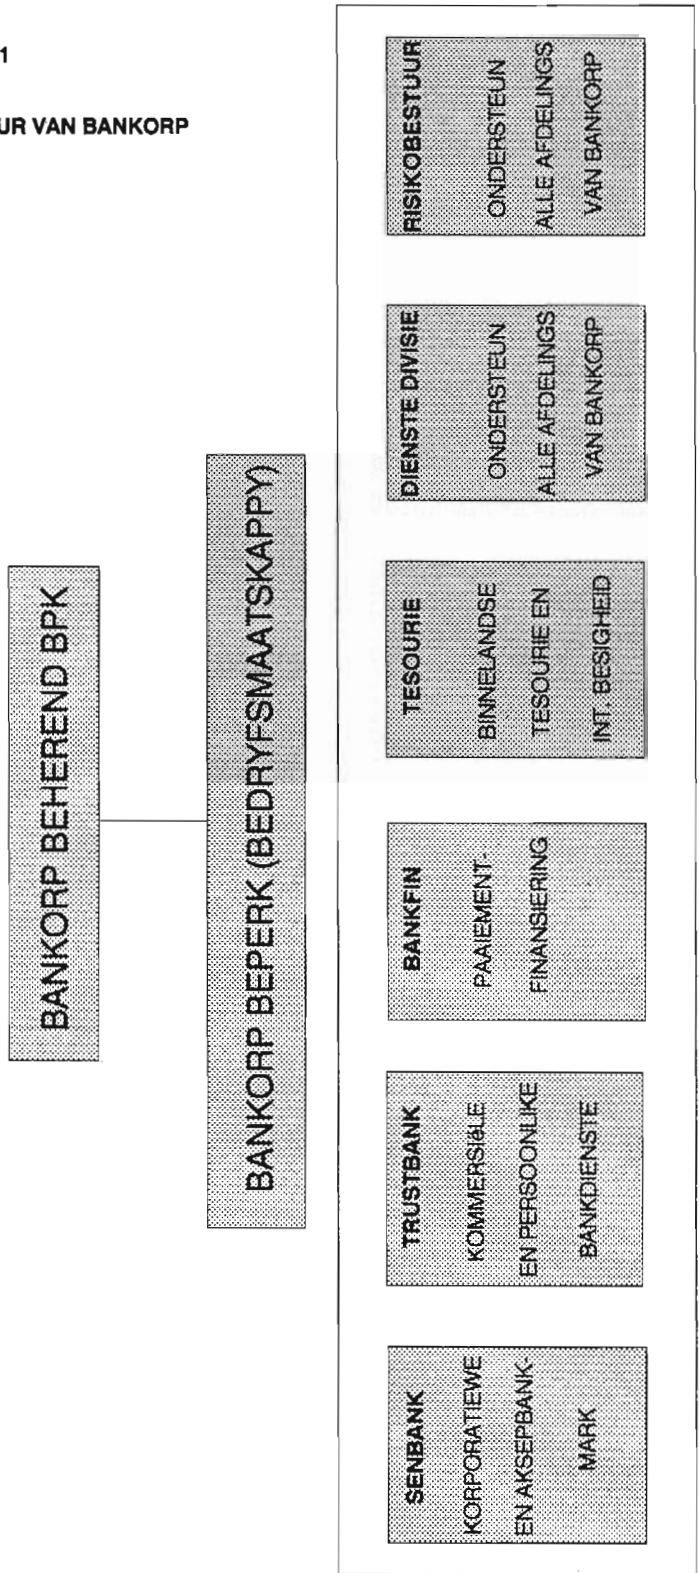 1
UR VAN BANKORP
BANKORP BEHEREND BPK
BANKORP BEPERK (BEDRYFSMAATSKAPPY)
SENBANK
KORPORATIEWE
EN AKSEPBANK-
MARK
TRUSTBANK
KOMMERSIëLE
EN PERSOONLIKE
BANKDIENSTE
BANKFIN
PAAIEMENT-
FINANSIERING
TESOURIE
BINNELANDSE
TESOURIE EN
INT. BESIGHEID
DIENSTE DIVISIE
ONDERSTEUN
ALLE AFDELINGS
VAN BANKORP
RISIKOBESTUUR
ONDERSTEUN
ALLE AFDELINGS
VAN BANKORP